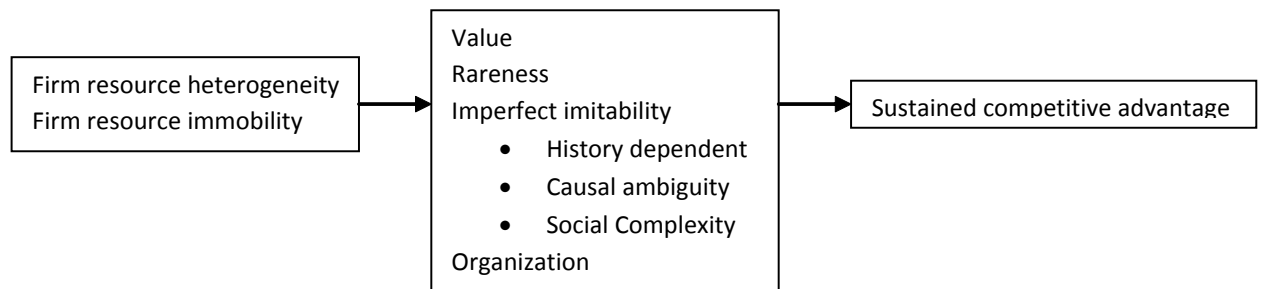 Firm resource heterogeneity
Firm resource immobility
Value
Rareness
Imperfect imitability
• History dependent
• Causal ambiguity
• Social Complexity
Organization
Sustained competitive advantage